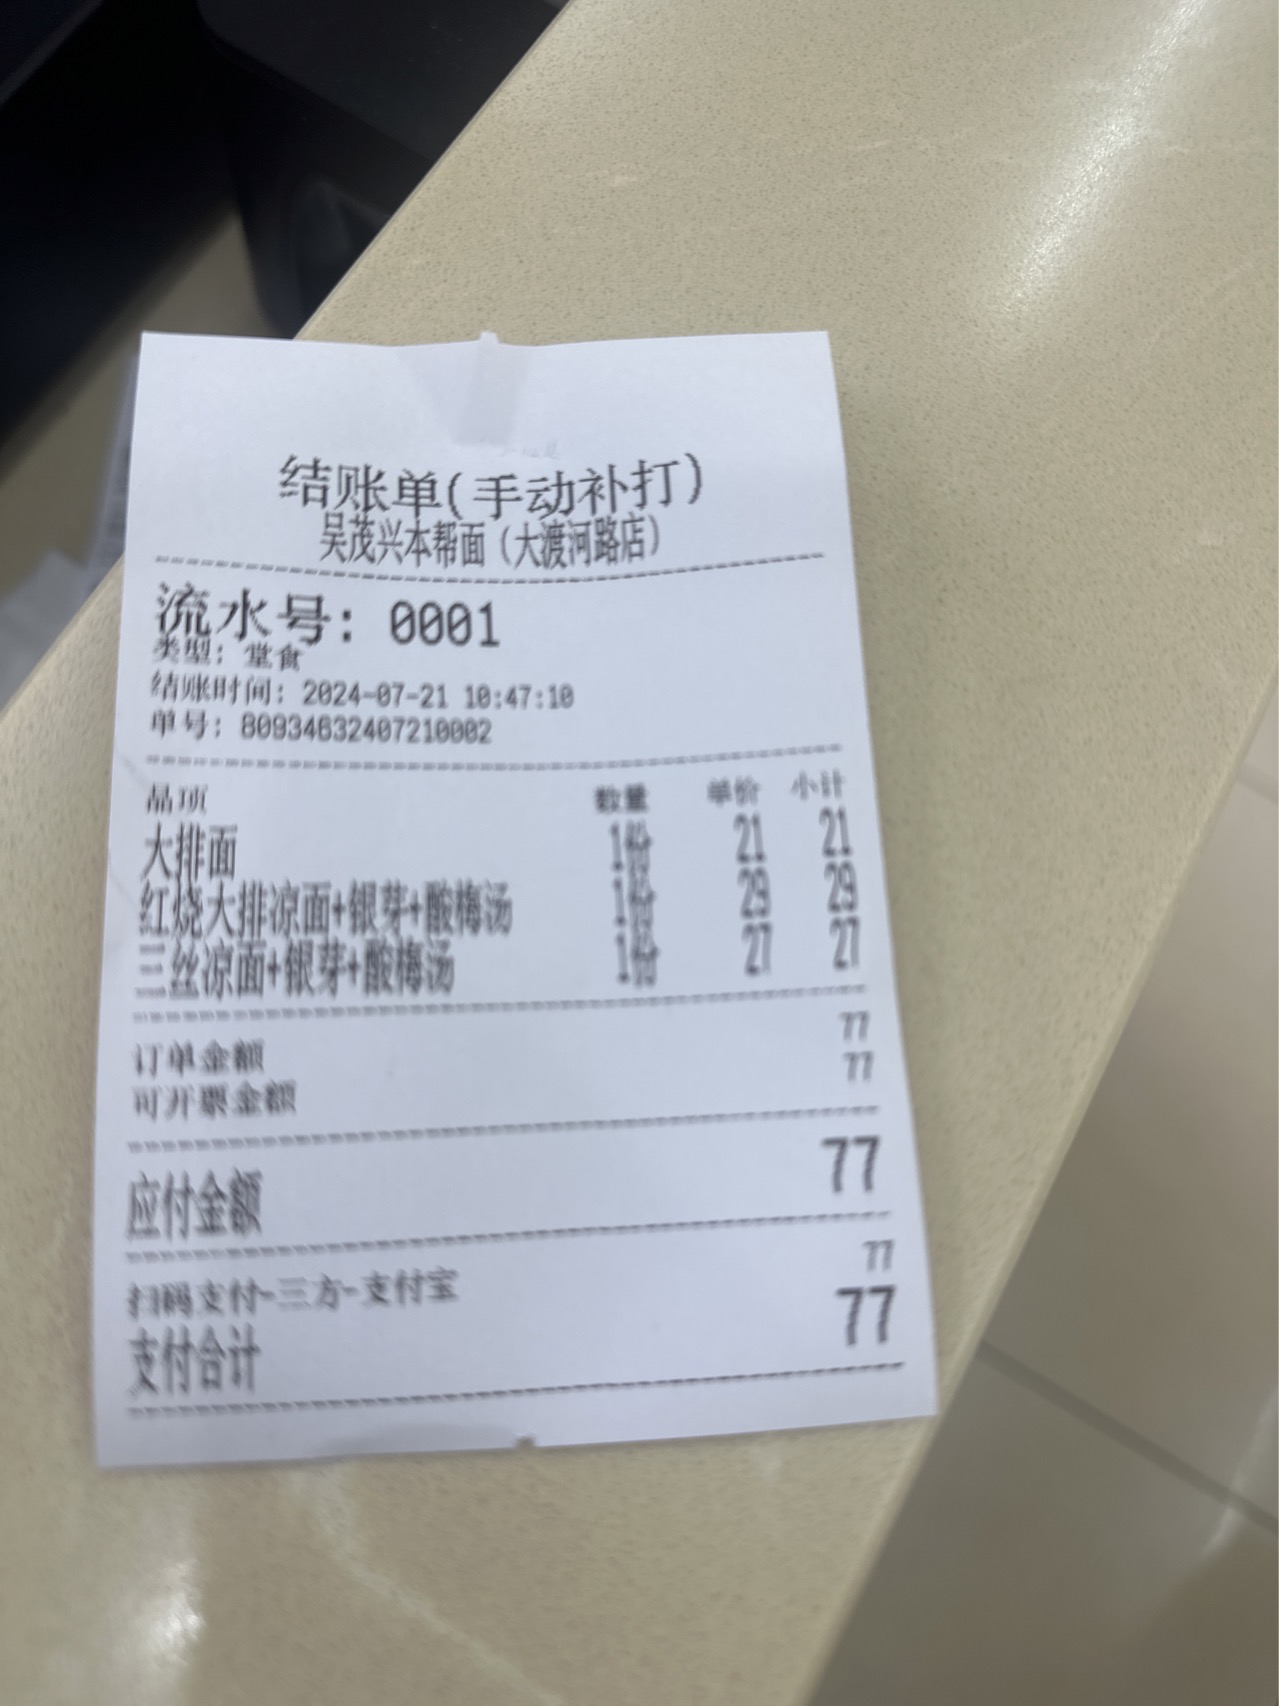 结账单(手动补打)
吴茂兴本帮面(大渡河路店)
流水号: 0001
类型: 堂食
结账时间: 2024-07-21 10:47:10
单号: 80934632407210002
品项 数量 单价 小计
大排面 1份 21 21
红烧大排凉面+银芽+酸梅汤 1份 29 29
三丝凉面+银芽+酸梅汤 1份 27 27
订单金额 77
可开票金额 77
应付金额 77
扫码支付-三方-支付宝 77
支付合计 77